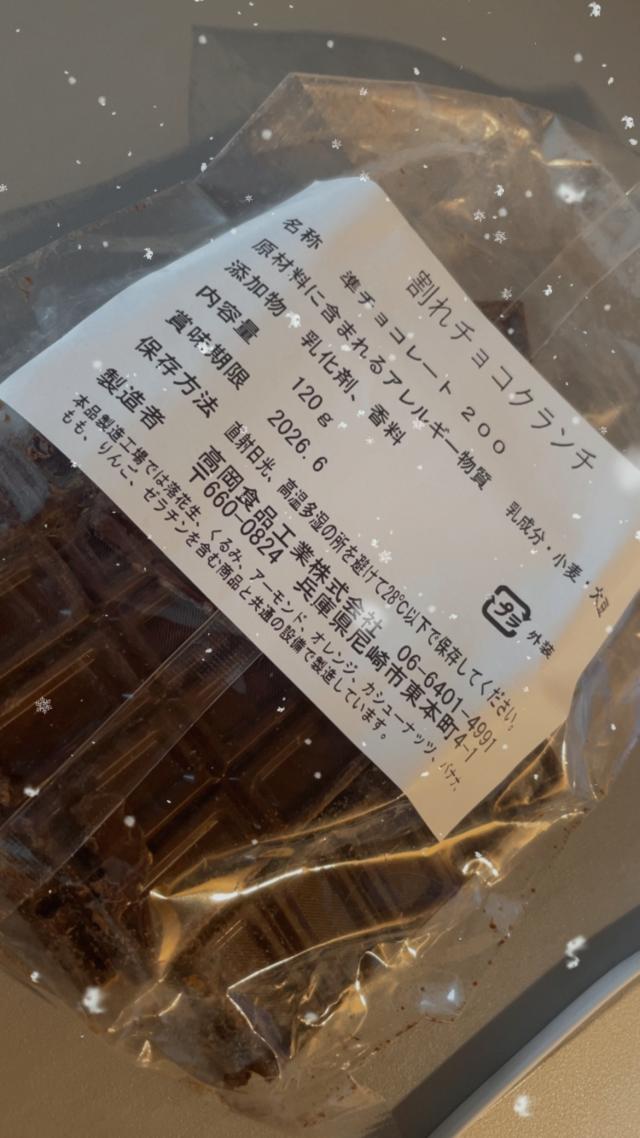 割れチョコクランチ
名称 準チョコレート 200
原材料に含まれるアレルギー物質 乳成分・小麦・大豆
添加物 乳化剤、香料
内容量 120g
賞味期限 2026.6
保存方法 直射日光、高温多湿の所を避けて28℃以下で保存してください。
製造者 高岡食品工業株式会社 06-6401-4991
〒660-0824 兵庫県尼崎市東本町4-1
本品製造工場では落花生、くるみ、アーモンド、オレンジ、カシューナッツ、バナナ、
もも、りんご、ゼラチンを含む商品と共通の設備で製造しています。
プラ 外装